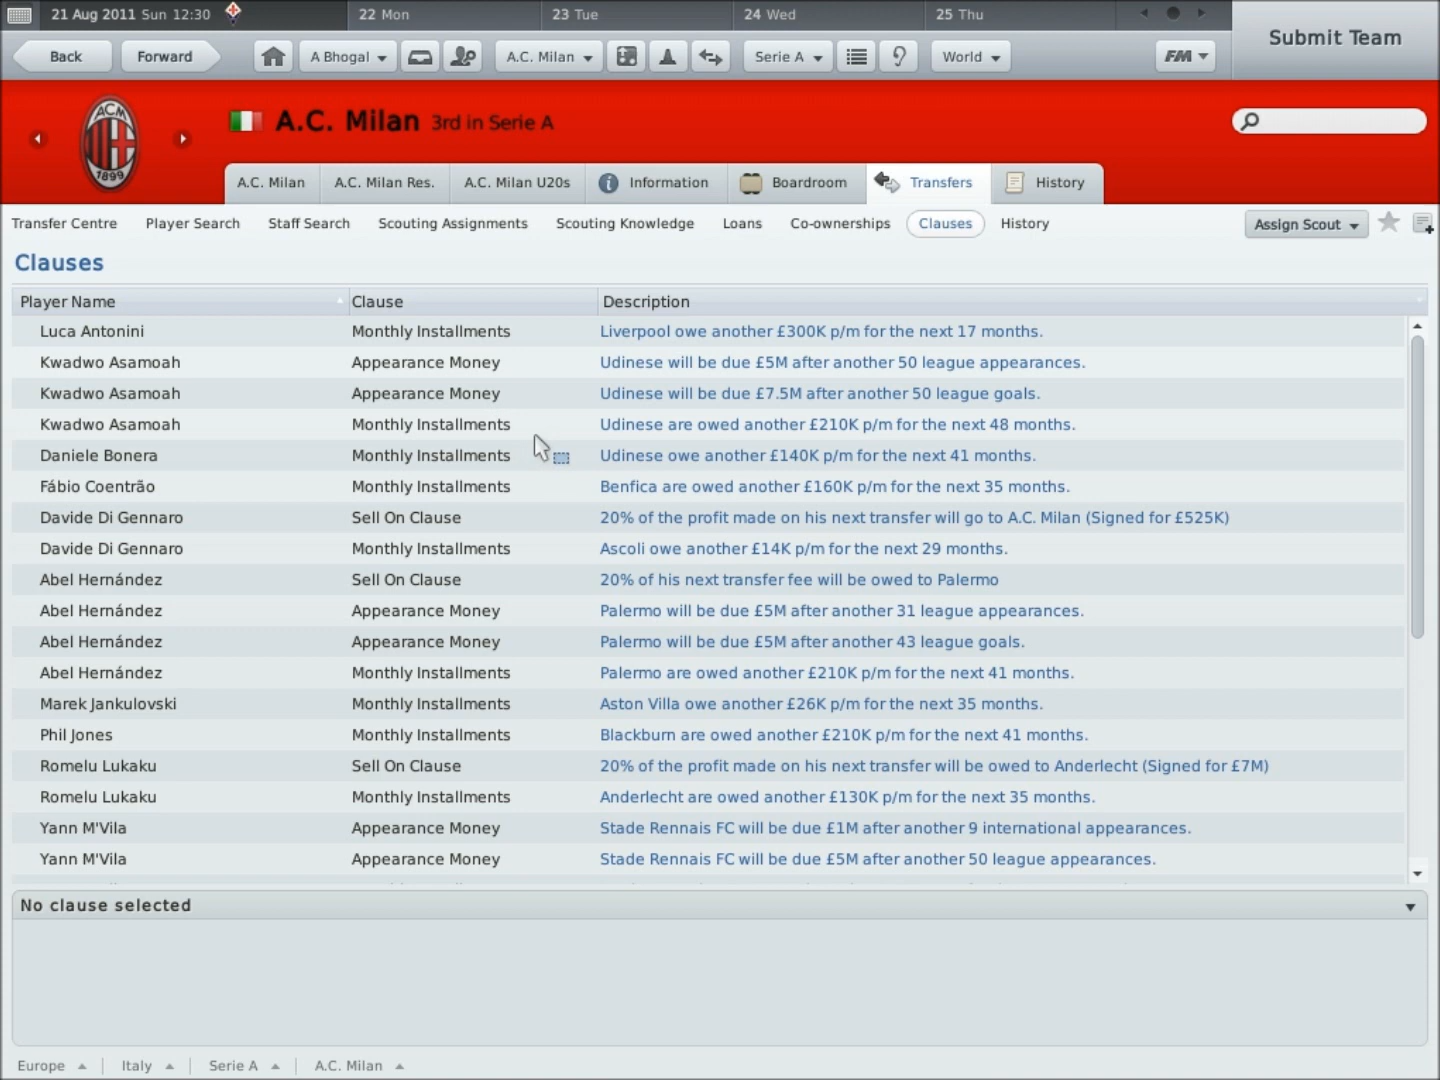 21 Aug 2011 Sun 12:30 22 Mon 23 Tue 24 Wed 25 Thu
Submit Team
Back Forward A Bhogal A.C. Milan Serie A World FM
ACM 1899
A.C. Milan 3rd in Serie A
A.C. Milan A.C. Milan Res. A.C. Milan U20s Information Boardroom Transfers History
Transfer Centre Player Search Staff Search Scouting Assignments Scouting Knowledge Loans Co-ownerships Clauses History Assign Scout
Clauses
Player Name Clause Description
Luca Antonini Monthly Installments Liverpool owe another £300K p/m for the next 17 months.
Kwadwo Asamoah Appearance Money Udinese will be due £5M after another 50 league appearances.
Kwadwo Asamoah Appearance Money Udinese will be due £7.5M after another 50 league goals.
Kwadwo Asamoah Monthly Installments Udinese are owed another £210K p/m for the next 48 months.
Daniele Bonera Monthly Installments Udinese owe another £140K p/m for the next 41 months.
Fábio Coentrão Monthly Installments Benfica are owed another £160K p/m for the next 35 months.
Davide Di Gennaro Sell On Clause 20% of the profit made on his next transfer will go to A.C. Milan (Signed for £525K)
Davide Di Gennaro Monthly Installments Ascoli owe another £14K p/m for the next 29 months.
Abel Hernández Sell On Clause 20% of his next transfer fee will be owed to Palermo
Abel Hernández Appearance Money Palermo will be due £5M after another 31 league appearances.
Abel Hernández Appearance Money Palermo will be due £5M after another 43 league goals.
Abel Hernández Monthly Installments Palermo are owed another £210K p/m for the next 41 months.
Marek Jankulovski Monthly Installments Aston Villa owe another £26K p/m for the next 35 months.
Phil Jones Monthly Installments Blackburn are owed another £210K p/m for the next 41 months.
Romelu Lukaku Sell On Clause 20% of the profit made on his next transfer will be owed to Anderlecht (Signed for £7M)
Romelu Lukaku Monthly Installments Anderlecht are owed another £130K p/m for the next 35 months.
Yann M'Vila Appearance Money Stade Rennais FC will be due £1M after another 9 international appearances.
Yann M'Vila Appearance Money Stade Rennais FC will be due £5M after another 50 league appearances.
No clause selected
Europe Italy Serie A A.C. Milan